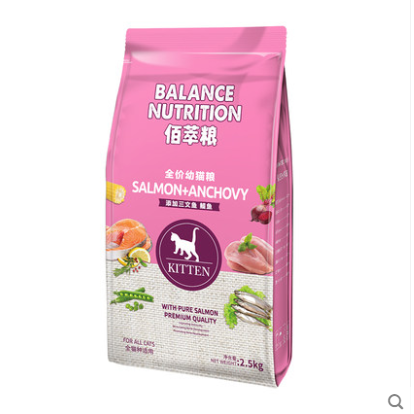 BALANCE
NUTRITION
佰萃粮
全价幼猫粮
SALMON+ANCHOVY
添加三文鱼 鳀鱼
KITTEN
WITH PURE SALMON
PREMIUM QUALITY
FOR ALL CATS
全猫种适用
净含量:
NET WEIGHT: 2.5kg